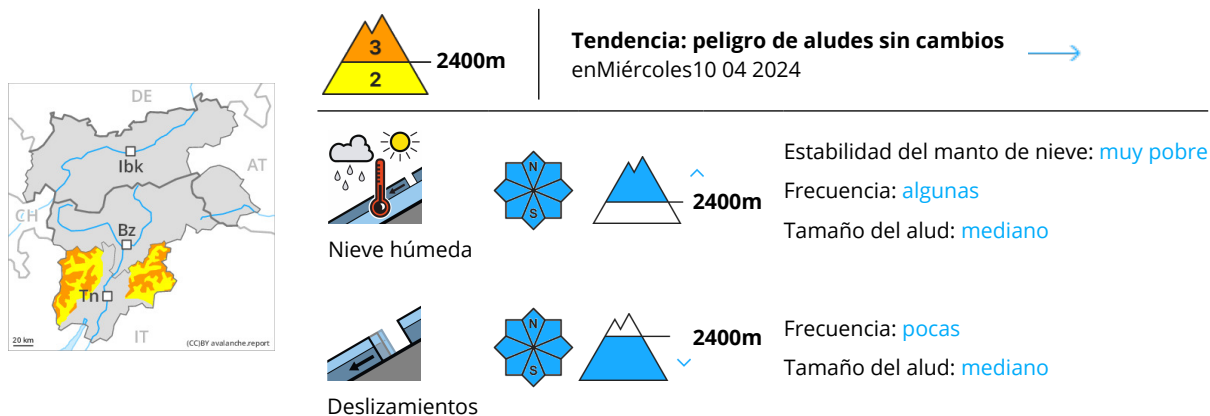 DE
AT
CH
IT
Ibk
Bz
Tn
20 km
(CC)BY avalanche.report
3
2
2400m
Tendencia: peligro de aludes sin cambios
enMiércoles10 04 2024
N
S
2400m
Nieve húmeda
Estabilidad del manto de nieve: muy pobre
Frecuencia: algunas
Tamaño del alud: mediano
N
S
2400m
Deslizamientos
Frecuencia: pocas
Tamaño del alud: mediano